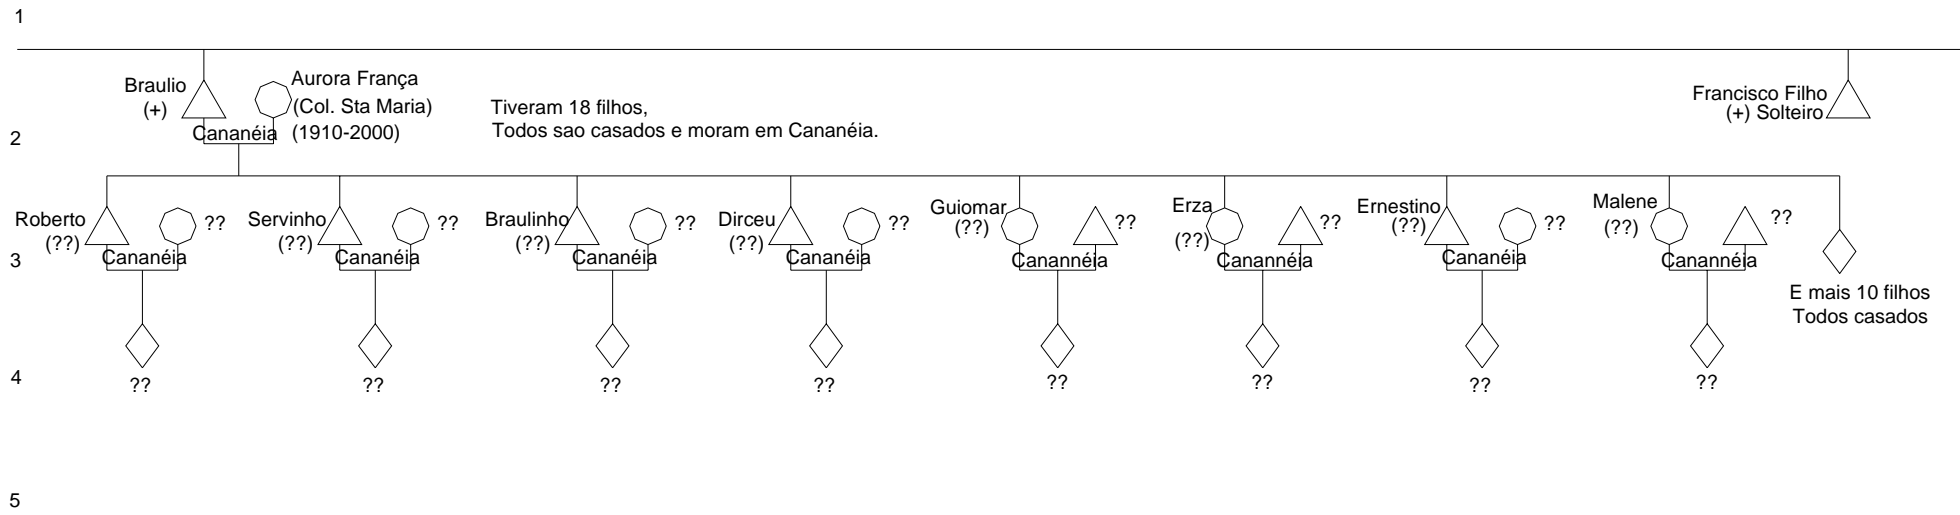 1
Braulio
(+)
Aurora França
(Col. Sta Maria)
(1910-2000)
Cananéia
Tiveram 18 filhos,
Todos sao casados e moram em Cananéia.
Francisco Filho
(+) Solteiro
2
Roberto
(??)
??
Cananéia
Servinho
(??)
??
Cananéia
Braulinho
(??)
??
Cananéia
Dirceu
(??)
??
Cananéia
Guiomar
(??)
??
Canannéia
Erza
(??)
??
Canannéia
Ernestino
(??)
??
Cananéia
Malene
(??)
??
Canannéia
3
E mais 10 filhos
Todos casados
4
??
??
??
??
??
??
??
??
5